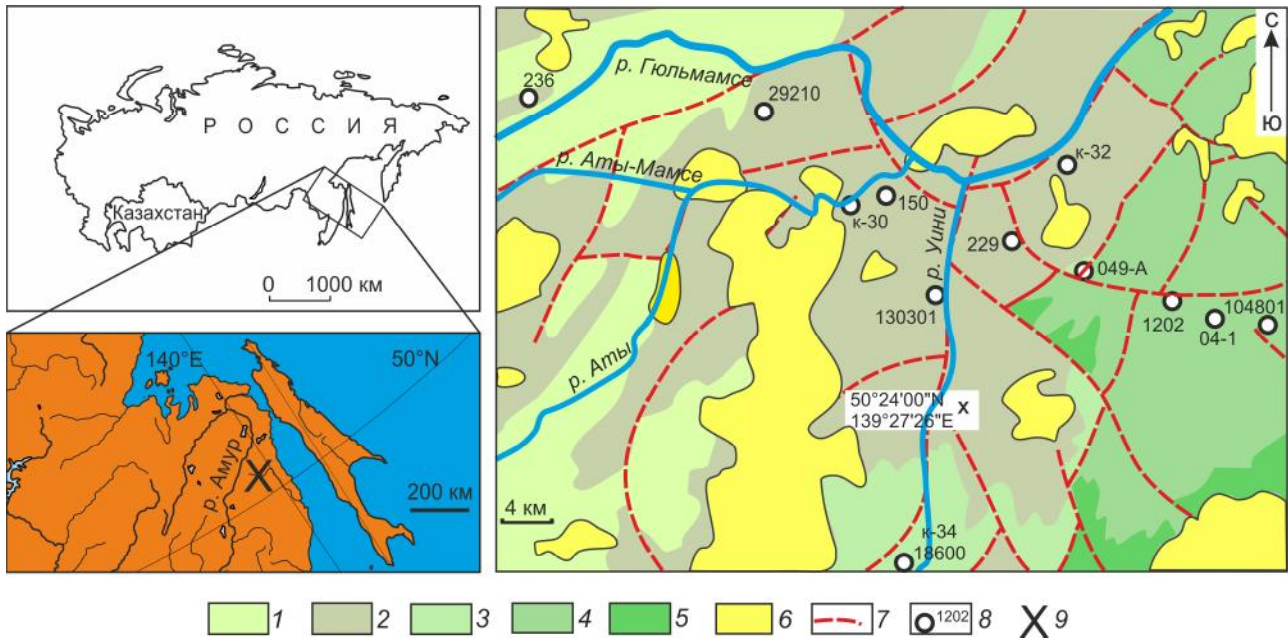 Р О С С И Я
Казахстан
0 1000 км
140°E
50°N
р. Амур
X
200 км
С
Ю
р. Гюльмамсе
236
29210
р. Аты-Мамсе
к-32
150
к-30
229
р. Уини
049-А
130301
1202
04-1
104801
р. Аты
50°24'00"N
139°27'26"E
x
4 км
к-34
18600
1
2
3
4
5
6
7
1202
8
X
9